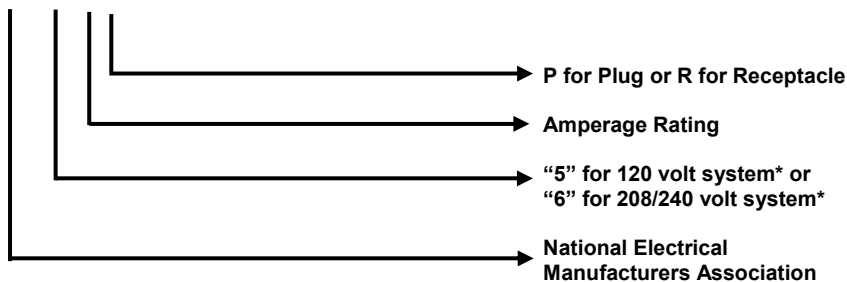 P for Plug or R for Receptacle
Amperage Rating
“5” for 120 volt system* or
“6” for 208/240 volt system*
National Electrical
Manufacturers Association